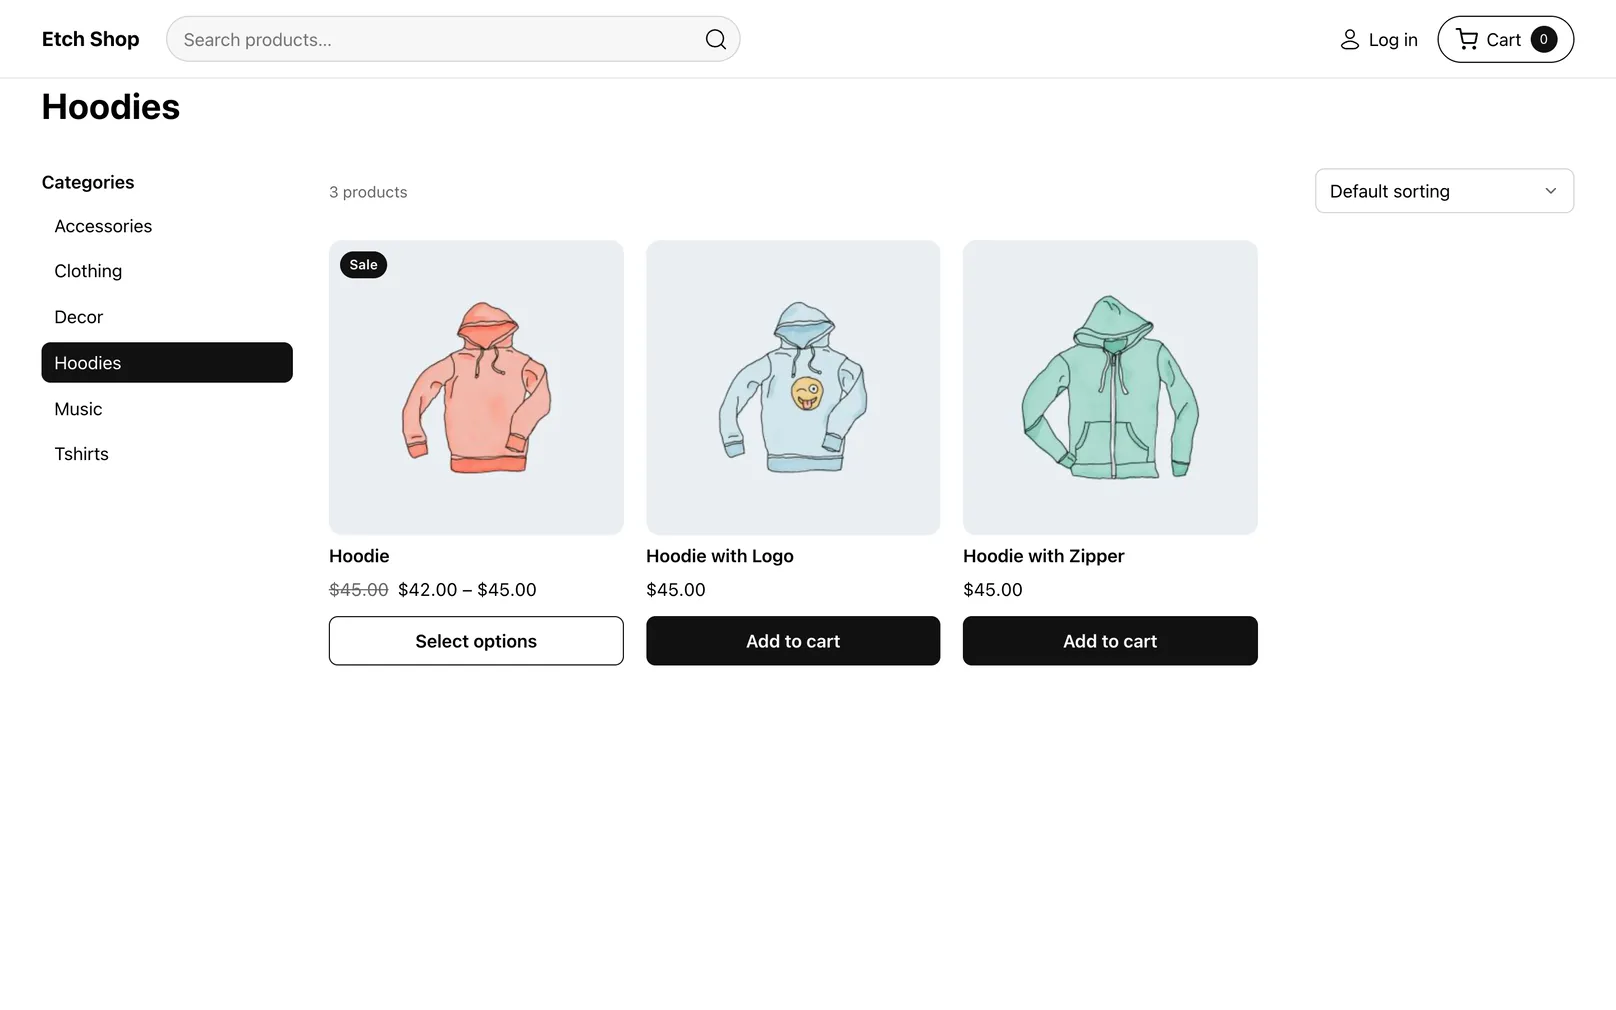 Etch Shop
Search products...
Log in
Cart
0
Hoodies
Categories
Accessories
Clothing
Decor
Hoodies
Music
Tshirts
3 products
Default sorting
Sale
Hoodie
$45.00 $42.00 – $45.00
Select options
Hoodie with Logo
$45.00
Add to cart
Hoodie with Zipper
$45.00
Add to cart